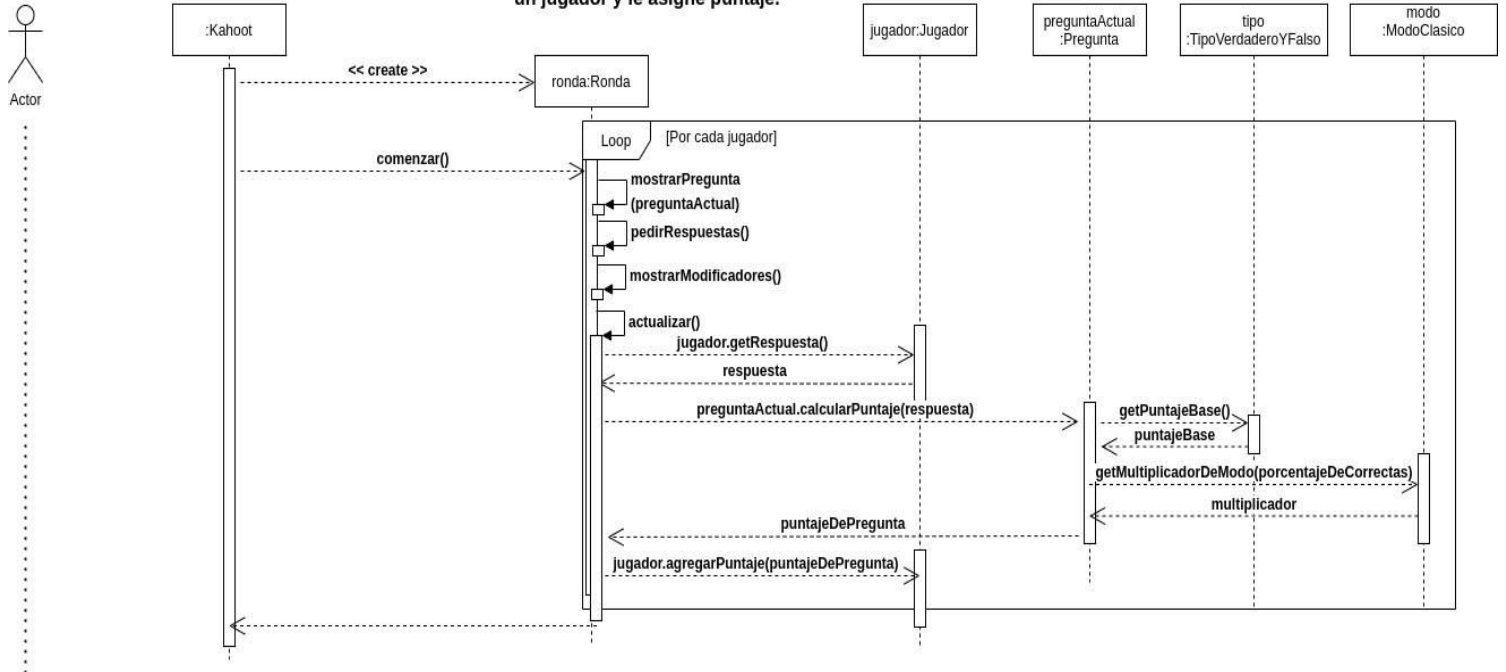 un jugador y le asigne puntaje.
Actor
:Kahoot
<< create >>
ronda:Ronda
jugador:Jugador
preguntaActual
:Pregunta
tipo
:TipoVerdaderoYFalso
modo
:ModoClasico
Loop
[Por cada jugador]
comenzar()
mostrarPregunta
(preguntaActual)
pedirRespuestas()
mostrarModificadores()
actualizar()
jugador.getRespuesta()
respuesta
preguntaActual.calcularPuntaje(respuesta)
getPuntajeBase()
puntajeBase
getMultiplicadorDeModo(porcentajeDeCorrectas)
multiplicador
puntajeDePregunta
jugador.agregarPuntaje(puntajeDePregunta)